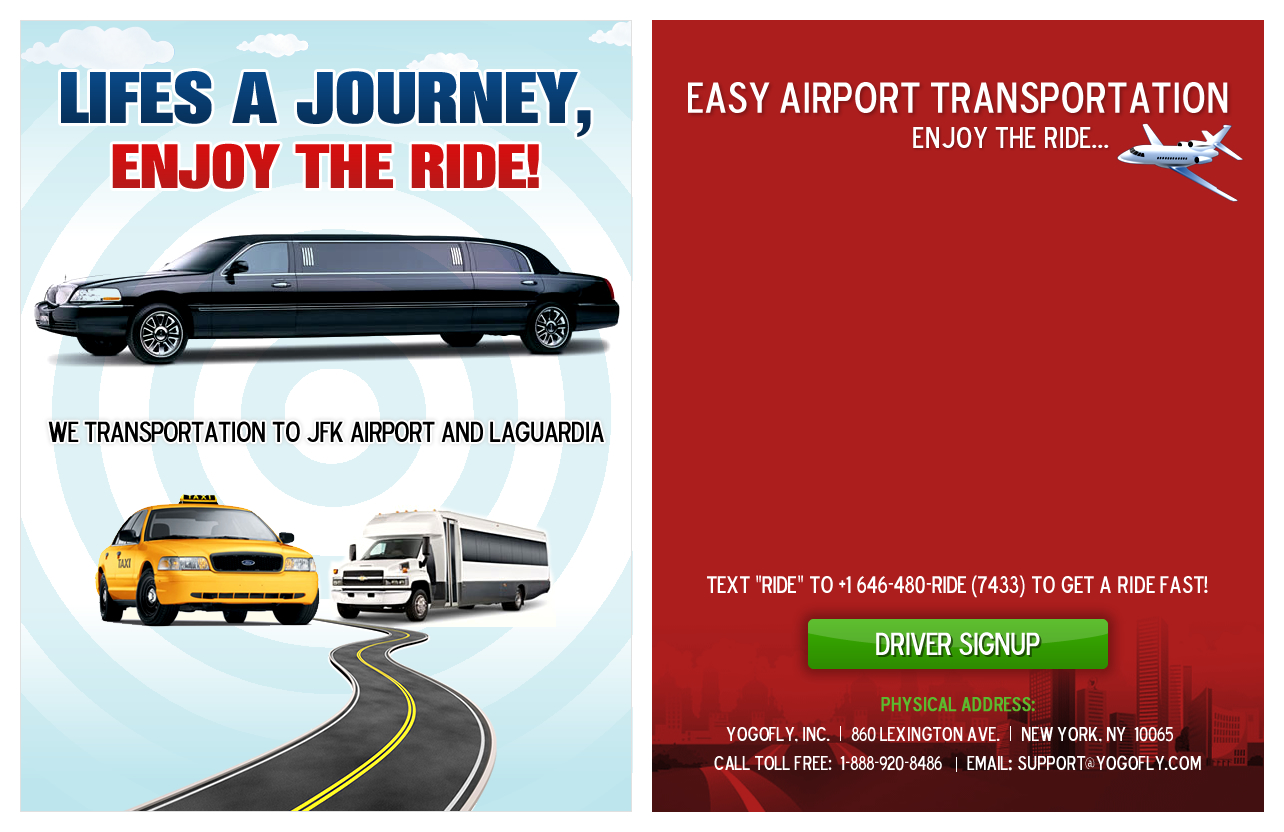 LIFES A JOURNEY,
ENJOY THE RIDE!
WE TRANSPORTATION TO JFK AIRPORT AND LAGUARDIA
TAXI
TAXI
Ford
EASY AIRPORT TRANSPORTATION
ENJOY THE RIDE...
TEXT "RIDE" TO +1 646-480-RIDE (7433) TO GET A RIDE FAST!
DRIVER SIGNUP
PHYSICAL ADDRESS:
YOGOFLY. INC. | 860 LEXINGTON AVE. | NEW YORK. NY 10065
CALL TOLL FREE: 1-888-920-8486 | EMAIL: SUPPORT@YOGOFLY.COM